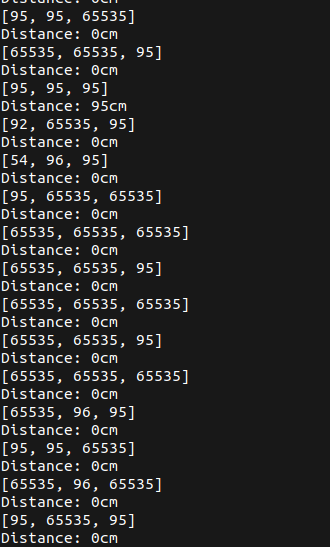 Distance: 0cm
[95, 95, 65535]
Distance: 0cm
[65535, 65535, 95]
Distance: 0cm
[95, 95, 95]
Distance: 95cm
[92, 65535, 95]
Distance: 0cm
[54, 96, 95]
Distance: 0cm
[95, 65535, 65535]
Distance: 0cm
[65535, 65535, 65535]
Distance: 0cm
[65535, 65535, 95]
Distance: 0cm
[65535, 65535, 65535]
Distance: 0cm
[65535, 65535, 95]
Distance: 0cm
[65535, 65535, 65535]
Distance: 0cm
[65535, 96, 95]
Distance: 0cm
[95, 95, 65535]
Distance: 0cm
[65535, 96, 65535]
Distance: 0cm
[95, 65535, 95]
Distance: 0cm